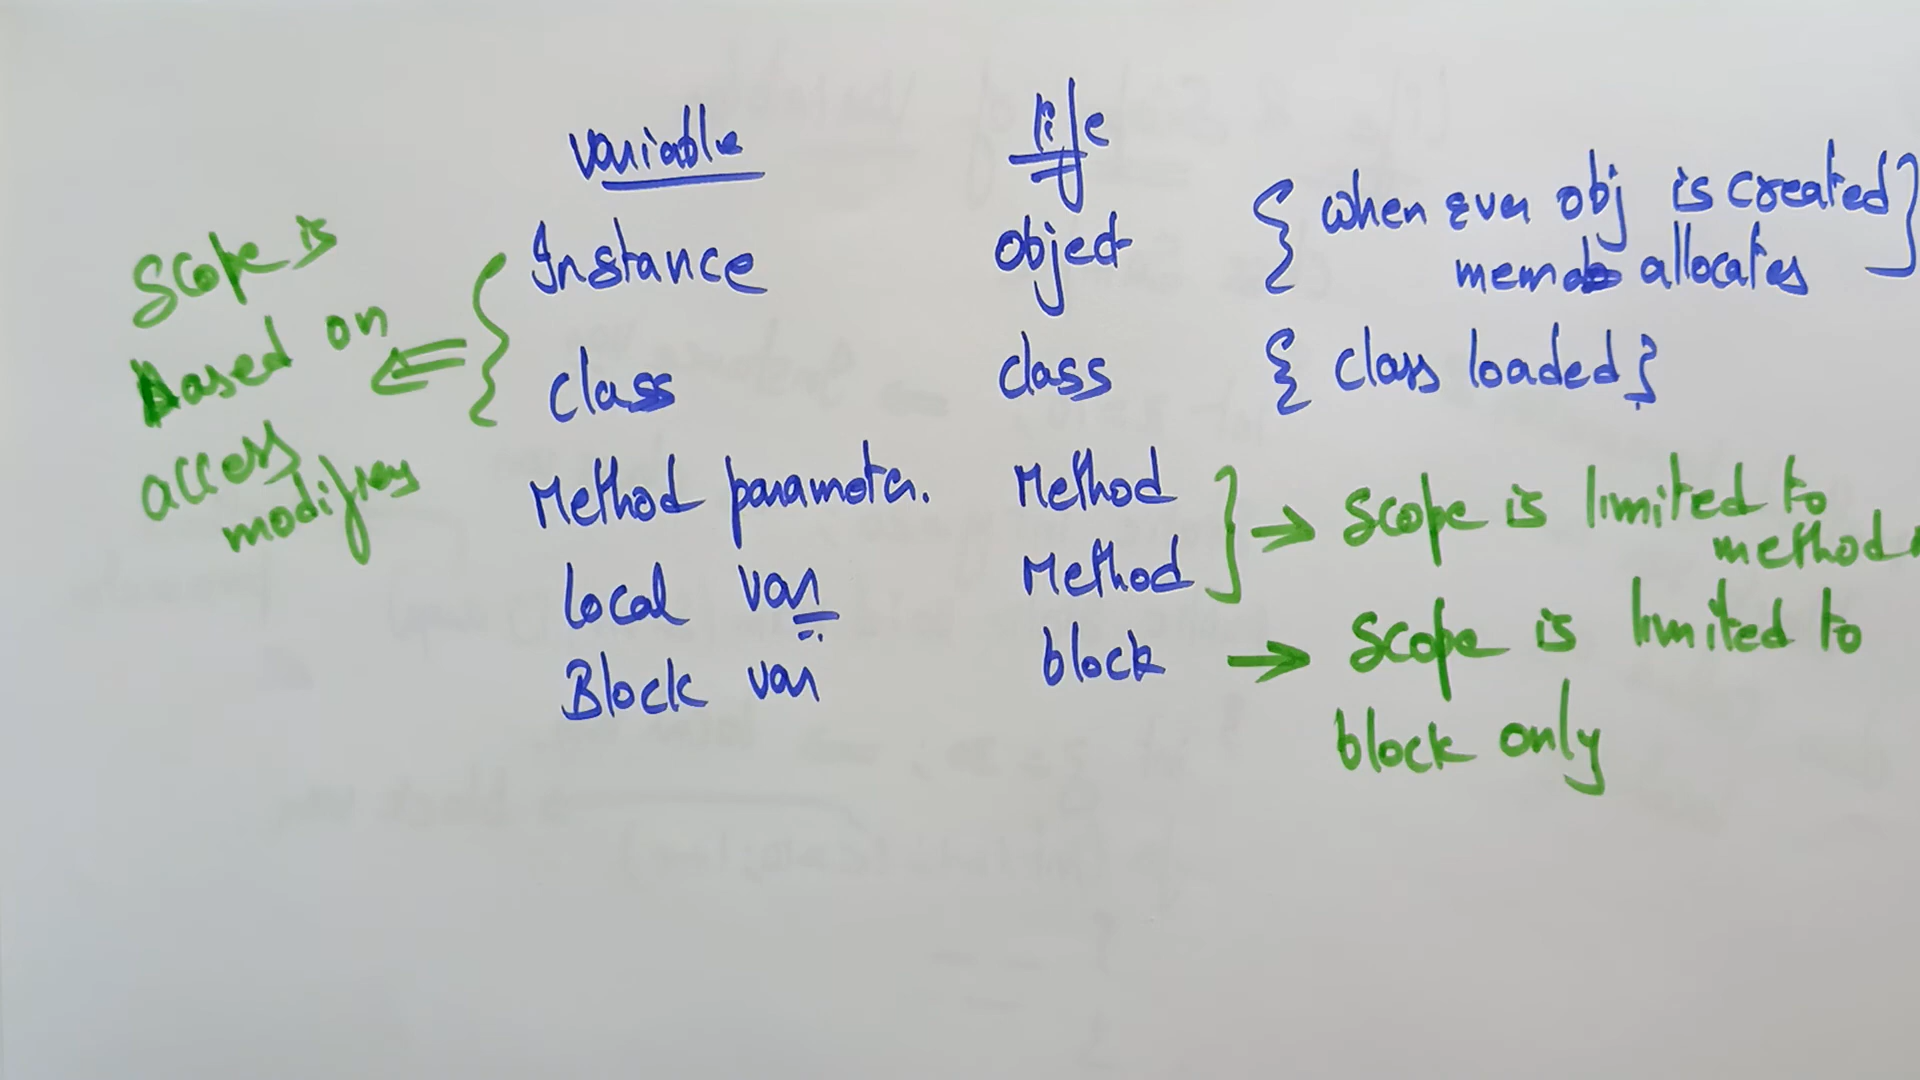 variable life
Instance object { when ever obj is created }
mem allocates
class class { class loaded }
Scope is
based on
access
modifiers
Method parameter. Method
local var Method
} → scope is limited to
method
Block var block → scope is limited to
block only